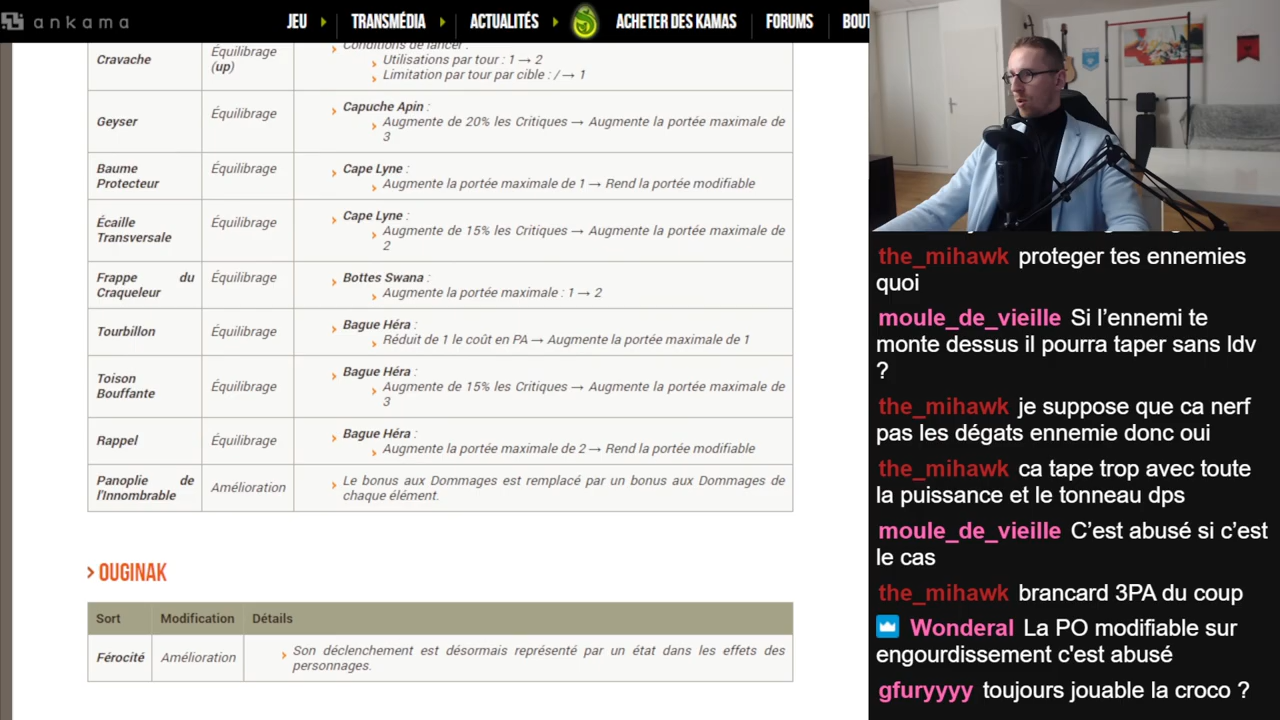 ankama
JEU
TRANSMÉDIA
ACTUALITÉS
ACHETER DES KAMAS
FORUMS
BOUT
Cravache
Équilibrage
(up)
Conditions de lancer :
Utilisations par tour : 1 → 2
Limitation par tour par cible : / → 1
Geyser
Équilibrage
Capuche Apin :
Augmente de 20% les Critiques → Augmente la portée maximale de
3
Baume
Protecteur
Équilibrage
Cape Lyne :
Augmente la portée maximale de 1 → Rend la portée modifiable
Écaille
Transversale
Équilibrage
Cape Lyne :
Augmente de 15% les Critiques → Augmente la portée maximale de
2
Frappe du
Craqueleur
Équilibrage
Bottes Swana :
Augmente la portée maximale : 1 → 2
Tourbillon
Équilibrage
Bague Héra :
Réduit de 1 le coût en PA → Augmente la portée maximale de 1
Toison
Bouffante
Équilibrage
Bague Héra :
Augmente de 15% les Critiques → Augmente la portée maximale de
3
Rappel
Équilibrage
Bague Héra :
Augmente la portée maximale de 2 → Rend la portée modifiable
Panoplie de
l'Innombrable
Amélioration
Le bonus aux Dommages est remplacé par un bonus aux Dommages de
chaque élément.
OUGINAK
Sort Modification Détails
Férocité
Amélioration
Son déclenchement est désormais représenté par un état dans les effets des
personnages.
the_mihawk proteger tes ennemies
quoi
moule_de_vieille Si l’ennemi te
monte dessus il pourra taper sans ldv
?
the_mihawk je suppose que ca nerf
pas les dégats ennemie donc oui
the_mihawk ca tape trop avec toute
la puissance et le tonneau dps
moule_de_vieille C’est abusé si c’est
le cas
the_mihawk brancard 3PA du coup
Wonderal La PO modifiable sur
engourdissement c'est abusé
gfuryyyy toujours jouable la croco ?